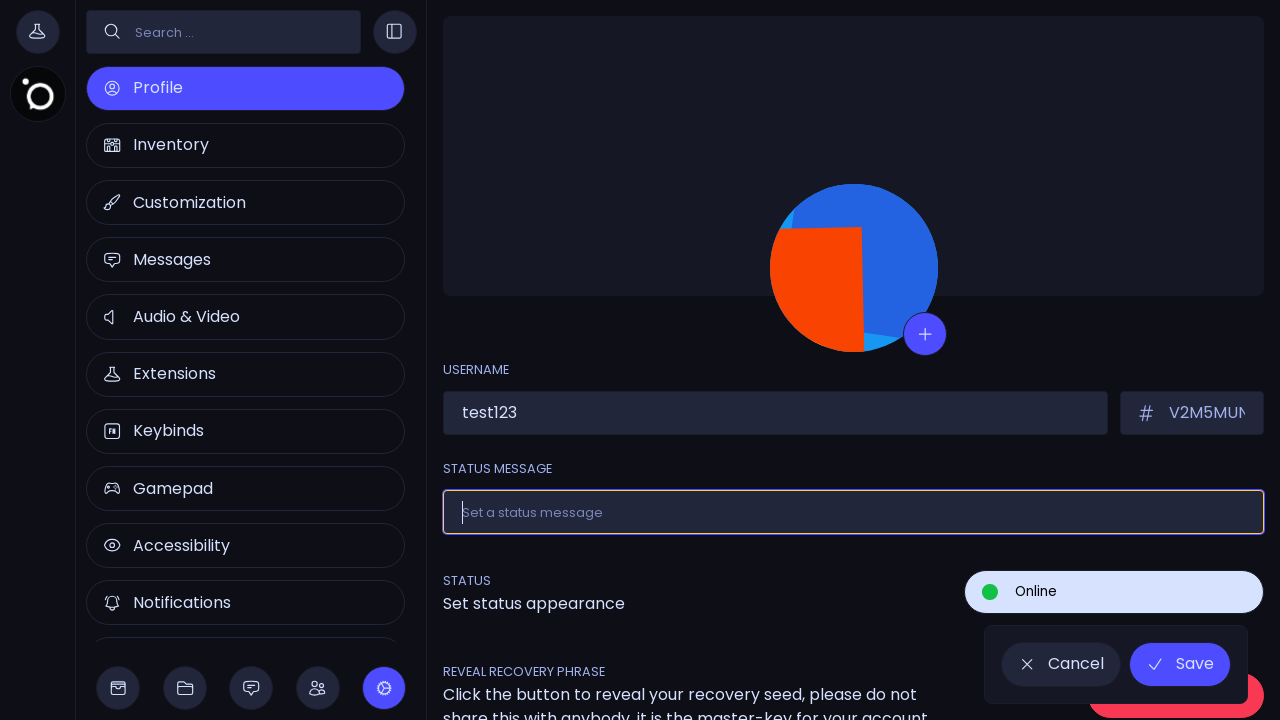 Search ...
Profile
Inventory
Customization
Messages
Audio & Video
Extensions
Keybinds
Gamepad
Accessibility
Notifications
USERNAME
test123
# V2M5MUN
STATUS MESSAGE
Set a status message
STATUS
Set status appearance
Online
REVEAL RECOVERY PHRASE
Click the button to reveal your recovery seed, please do not
share this with anybody, it is the master-key for your account.
Cancel
Save